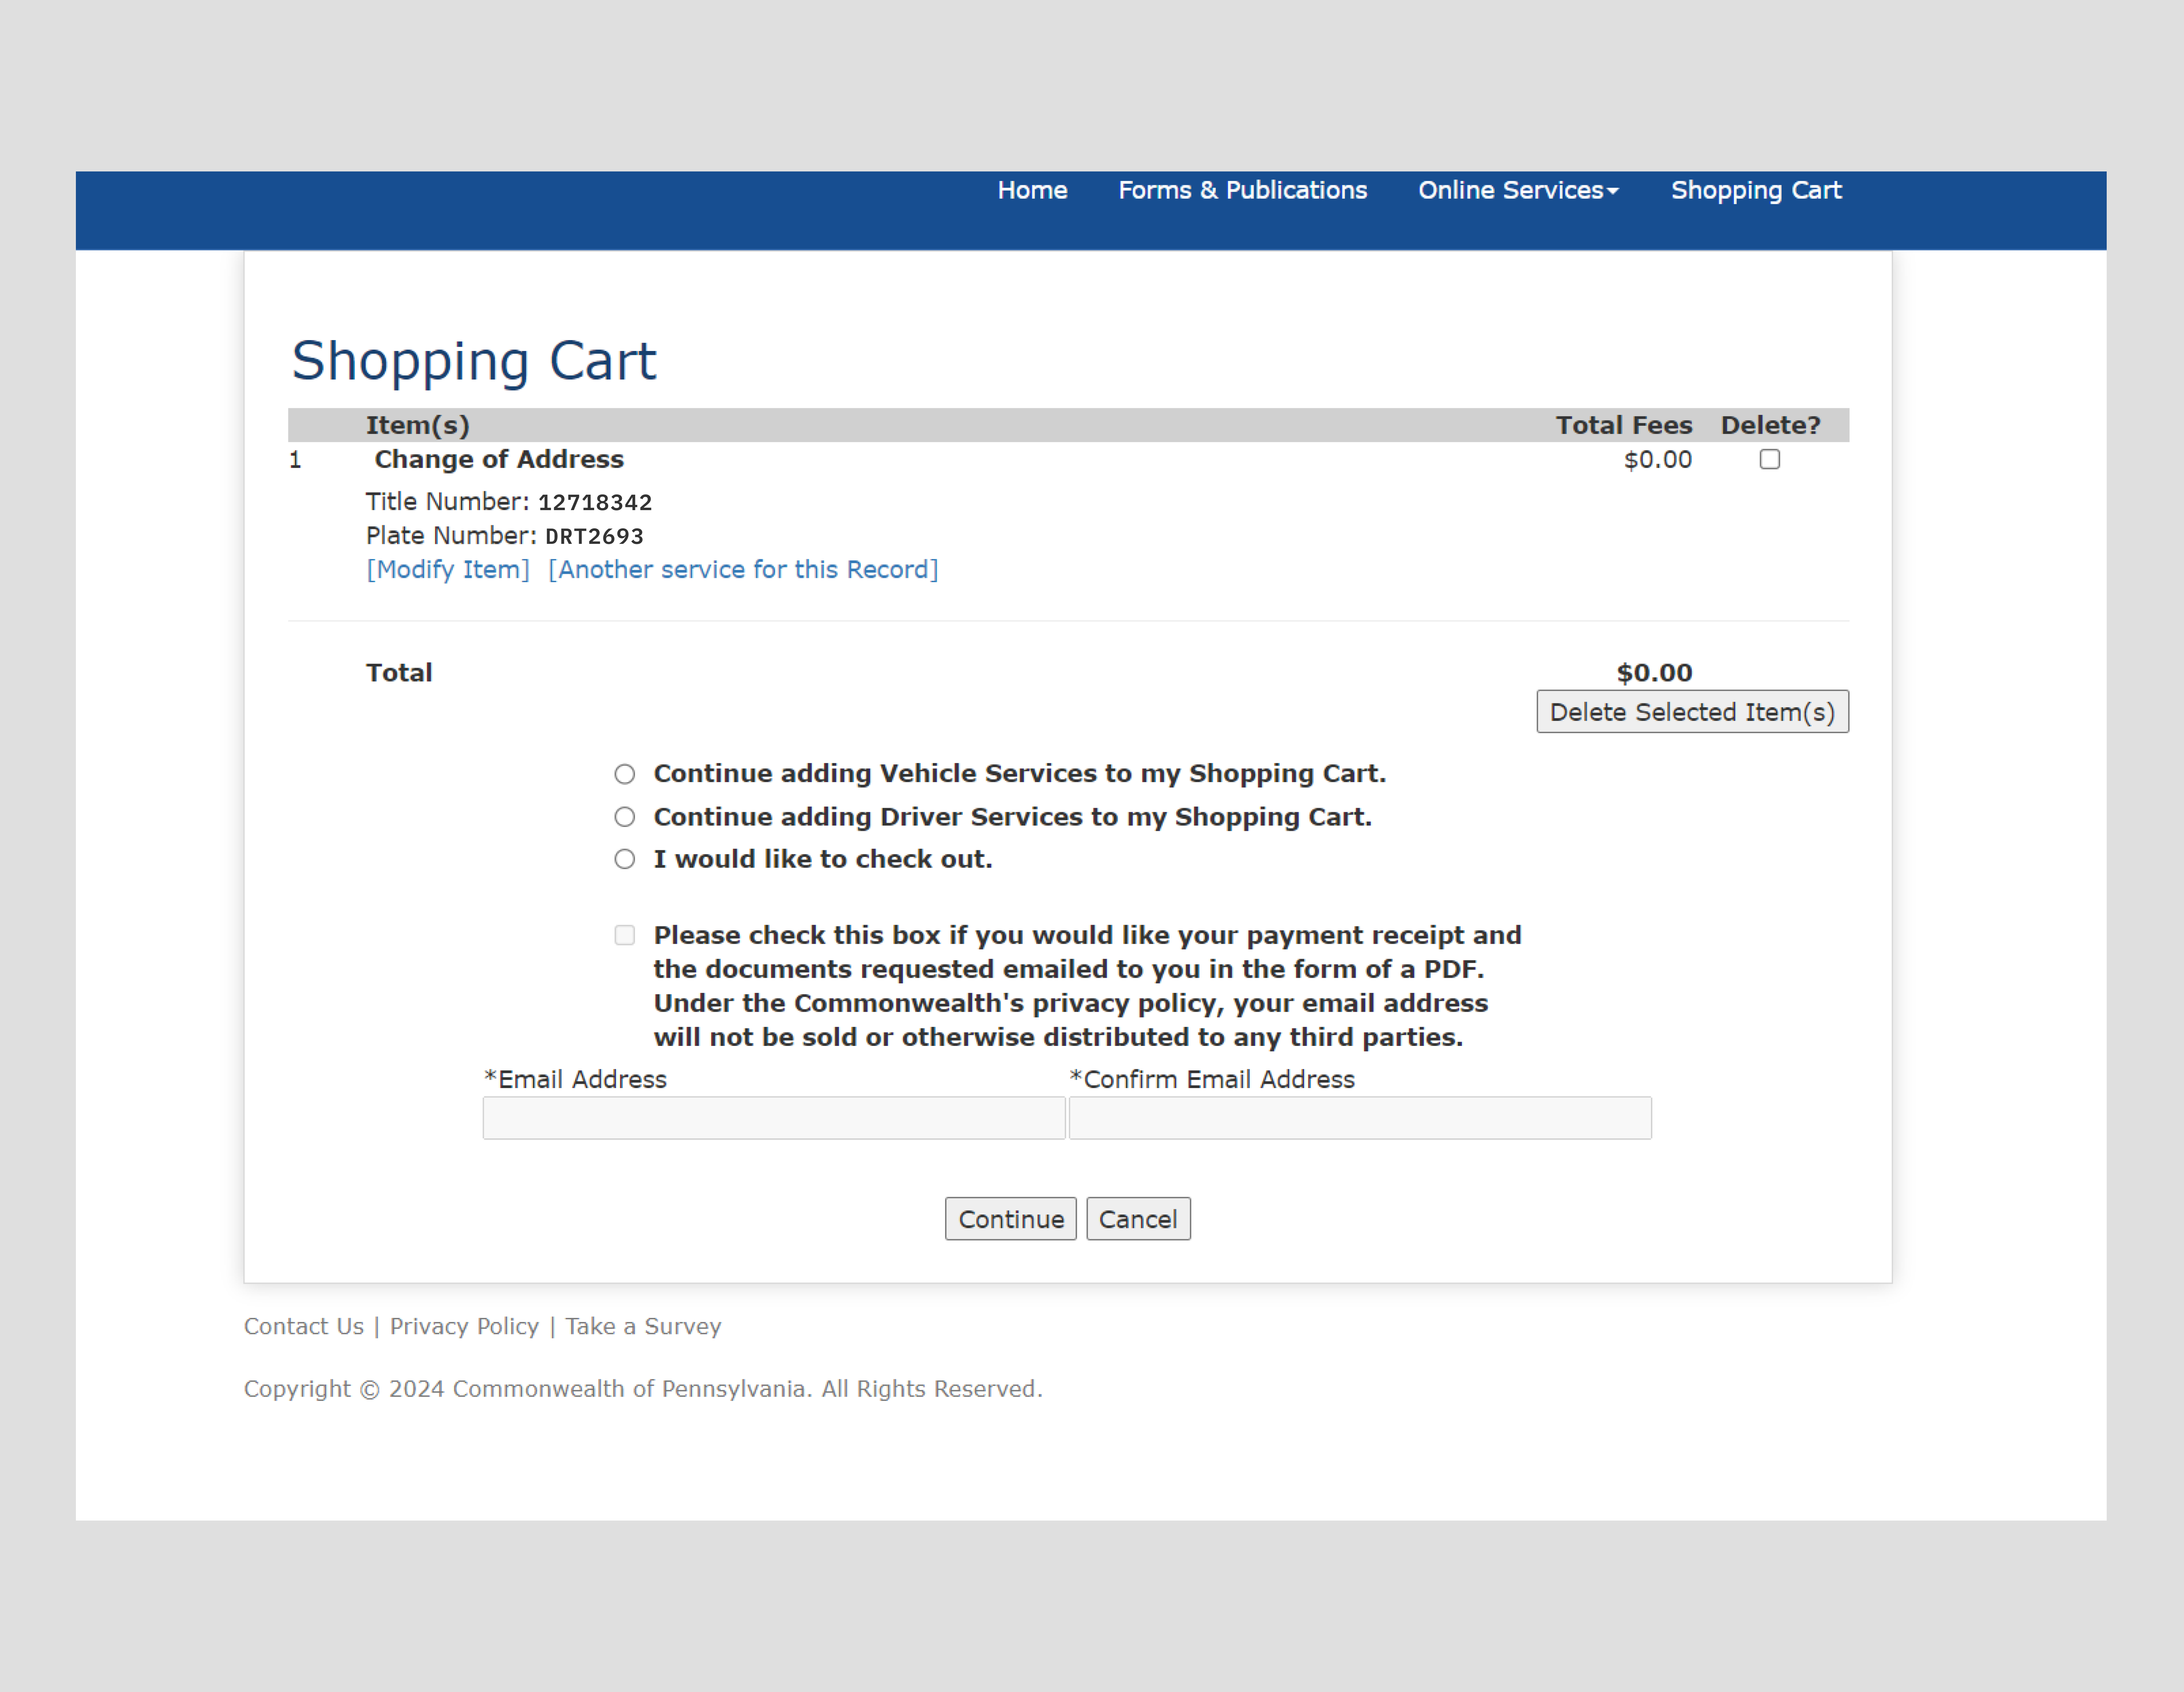 Home Forms & Publications Online Services Shopping Cart
Shopping Cart
Item(s) Total Fees Delete?
1 Change of Address $0.00
Title Number: 12718342
Plate Number: DRT2693
[Modify Item] [Another service for this Record]
Total $0.00
Delete Selected Item(s)
Continue adding Vehicle Services to my Shopping Cart.
Continue adding Driver Services to my Shopping Cart.
I would like to check out.
Please check this box if you would like your payment receipt and
the documents requested emailed to you in the form of a PDF.
Under the Commonwealth's privacy policy, your email address
will not be sold or otherwise distributed to any third parties.
*Email Address *Confirm Email Address
Continue Cancel
Contact Us | Privacy Policy | Take a Survey
Copyright © 2024 Commonwealth of Pennsylvania. All Rights Reserved.